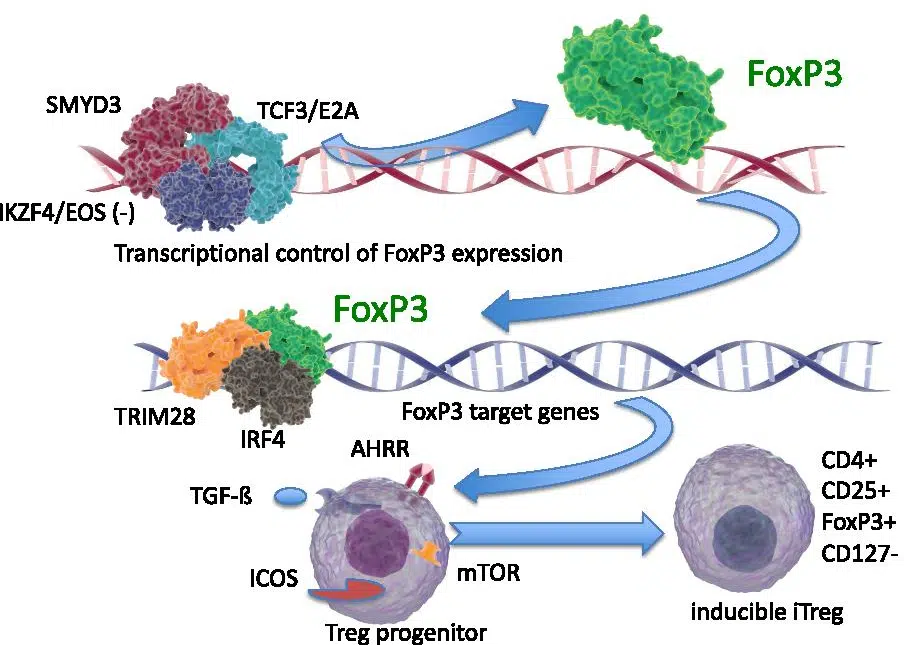 FoxP3
SMYD3
TCF3/E2A
IKZF4/EOS (-)
Transcriptional control of FoxP3 expression
FoxP3
TRIM28
IRF4
FoxP3 target genes
AHRR
TGF-ß
ICOS
mTOR
Treg progenitor
CD4+
CD25+
FoxP3+
CD127-
inducible iTreg